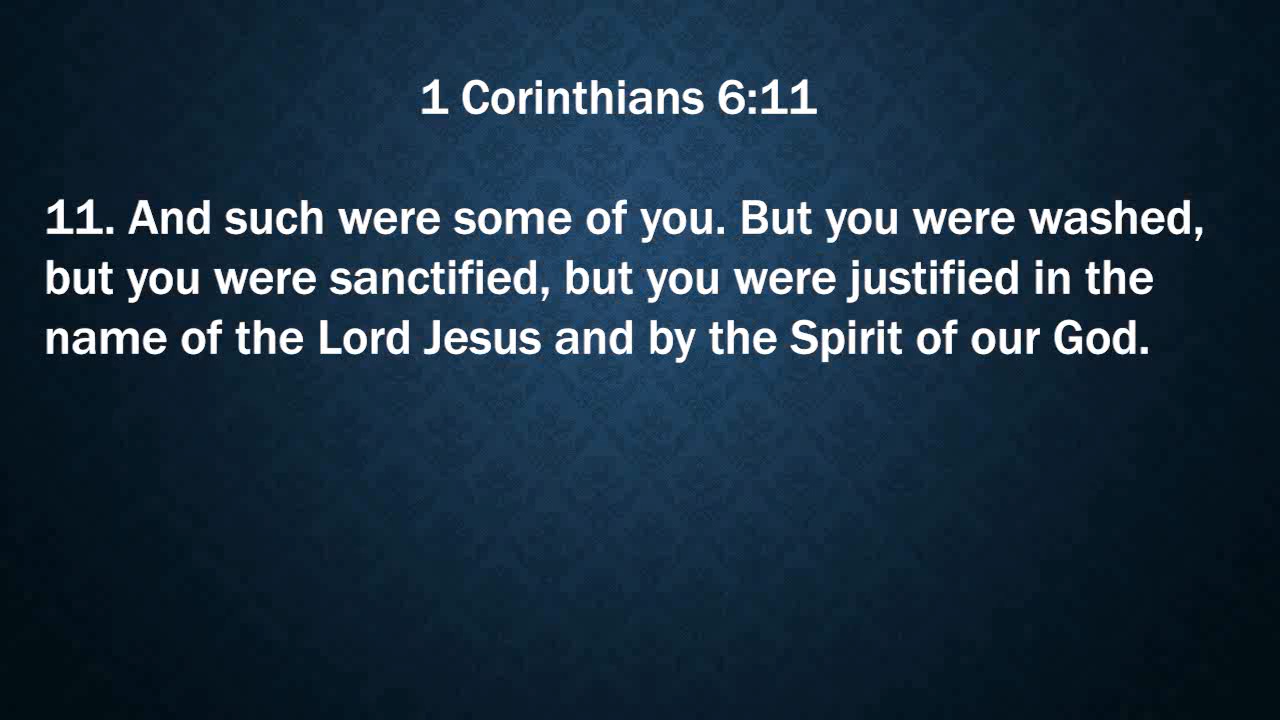 1 Corinthians 6:11
11. And such were some of you. But you were washed,
but you were sanctified, but you were justified in the
name of the Lord Jesus and by the Spirit of our God.